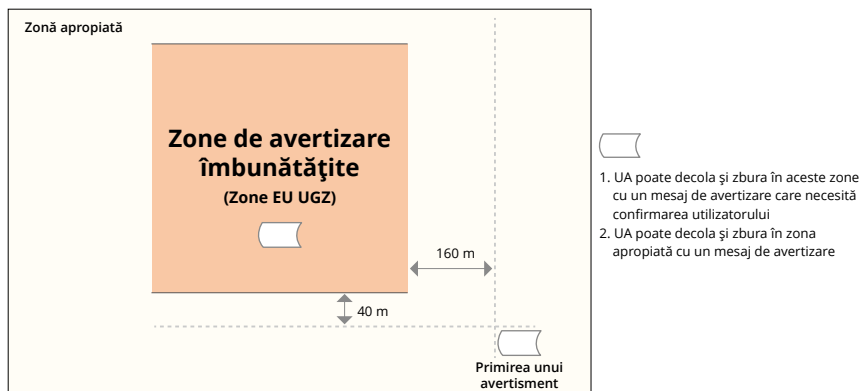 Zonă apropiată
Zone de avertizare
îmbunătăţite
(Zone EU UGZ)
160 m
40 m
Primirea unui
avertisment
1. UA poate decola şi zbura în aceste zone
cu un mesaj de avertizare care necesită
confirmarea utilizatorului
2. UA poate decola şi zbura în zona
apropiată cu un mesaj de avertizare